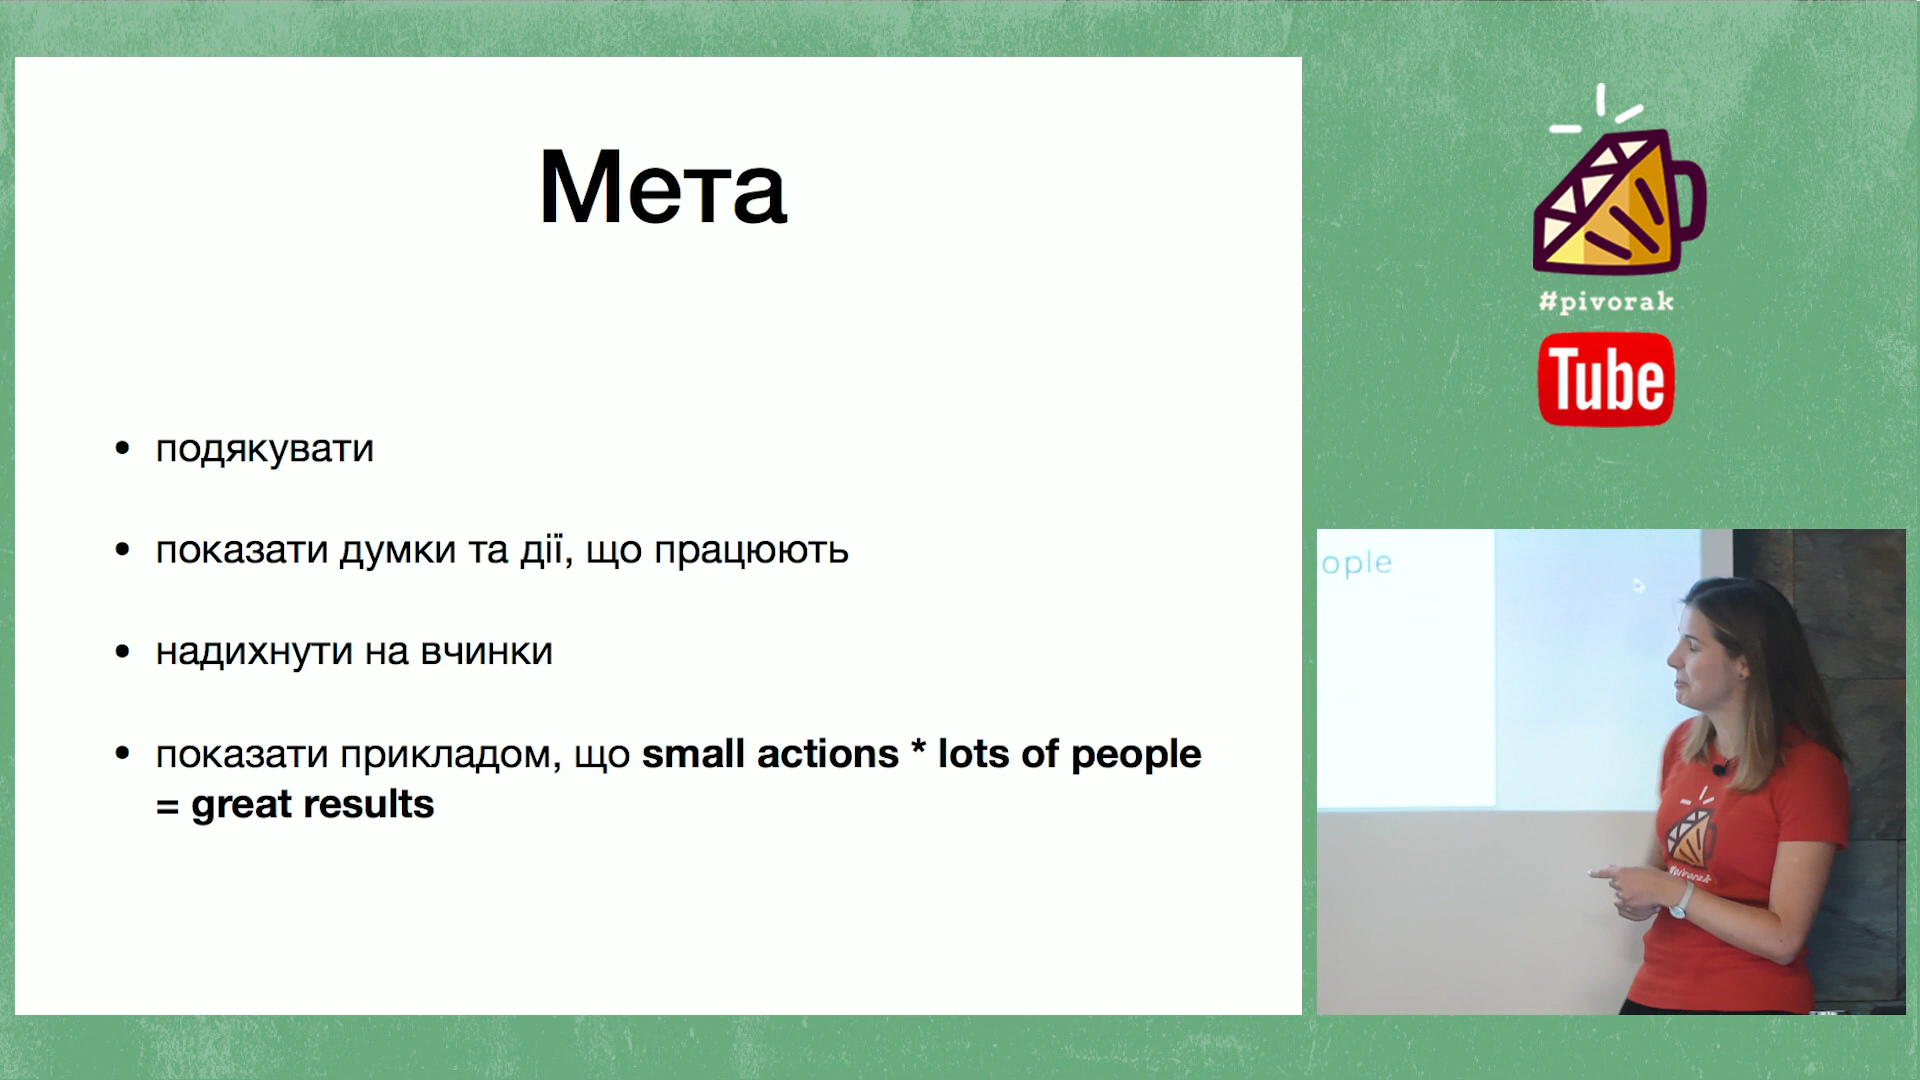 Мета
• подякувати
• показати думки та дії, що працюють
• надихнути на вчинки
• показати прикладом, що small actions * lots of people
= great results
#pivorak
Tube
ople
#pivorak